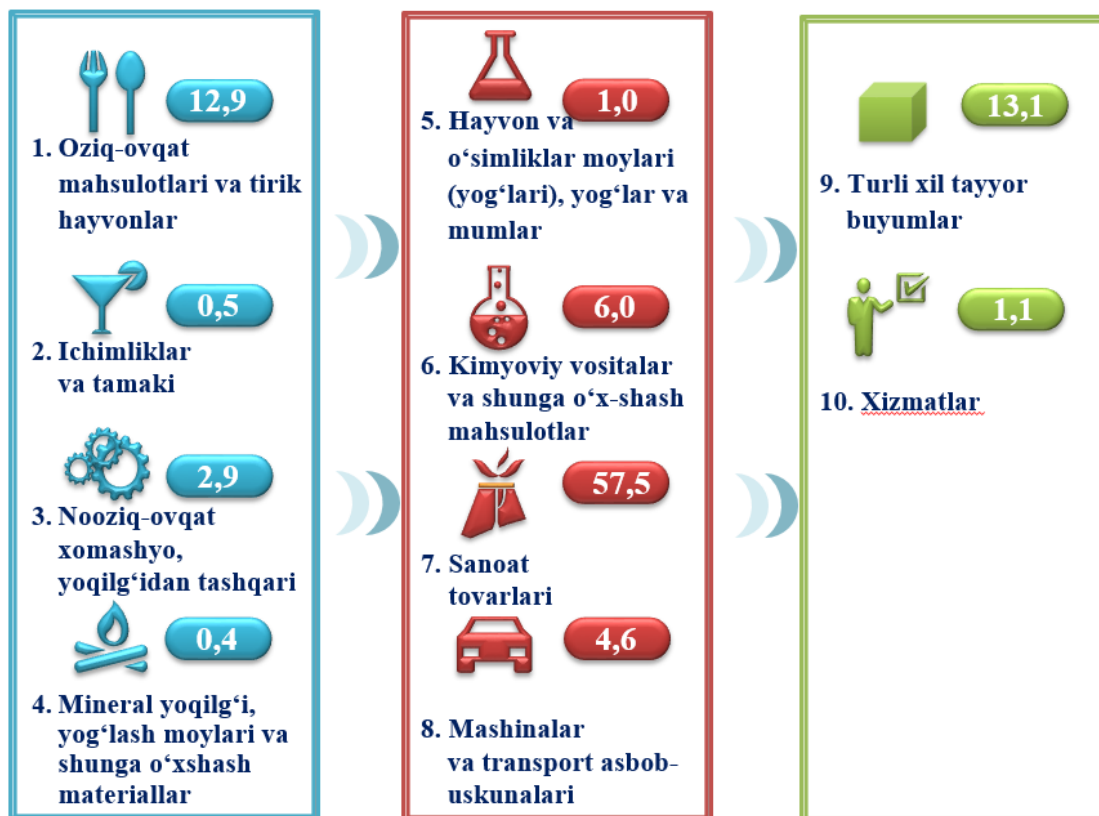 12,9
1. Oziq-ovqat
mahsulotlari va tirik
hayvonlar
0,5
2. Ichimliklar
va tamaki
2,9
3. Nooziq-ovqat
xomashyo,
yoqilg‘idan tashqari
0,4
4. Mineral yoqilg‘i,
yog‘lash moylari va
shunga o‘xshash
materiallar
1,0
5. Hayvon va
o‘simliklar moylari
(yog‘lari), yog‘lar va
mumlar
6,0
6. Kimyoviy vositalar
va shunga o‘x-shash
mahsulotlar
57,5
7. Sanoat
tovarlari
4,6
8. Mashinalar
va transport asbob-
uskunalari
13,1
9. Turli xil tayyor
buyumlar
1,1
10. Xizmatlar